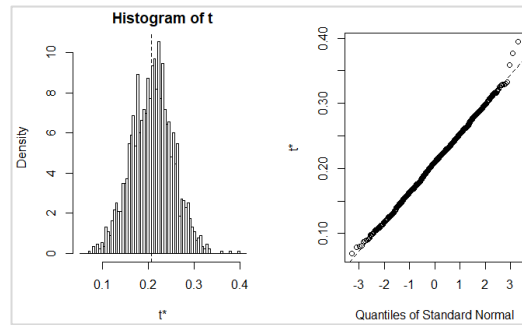 Histogram of t
Density
0 2 4 6 8 10
0.1 0.2 0.3 0.4
t*
t*
0.10 0.20 0.30 0.40
-3 -2 -1 0 1 2 3
Quantiles of Standard Normal